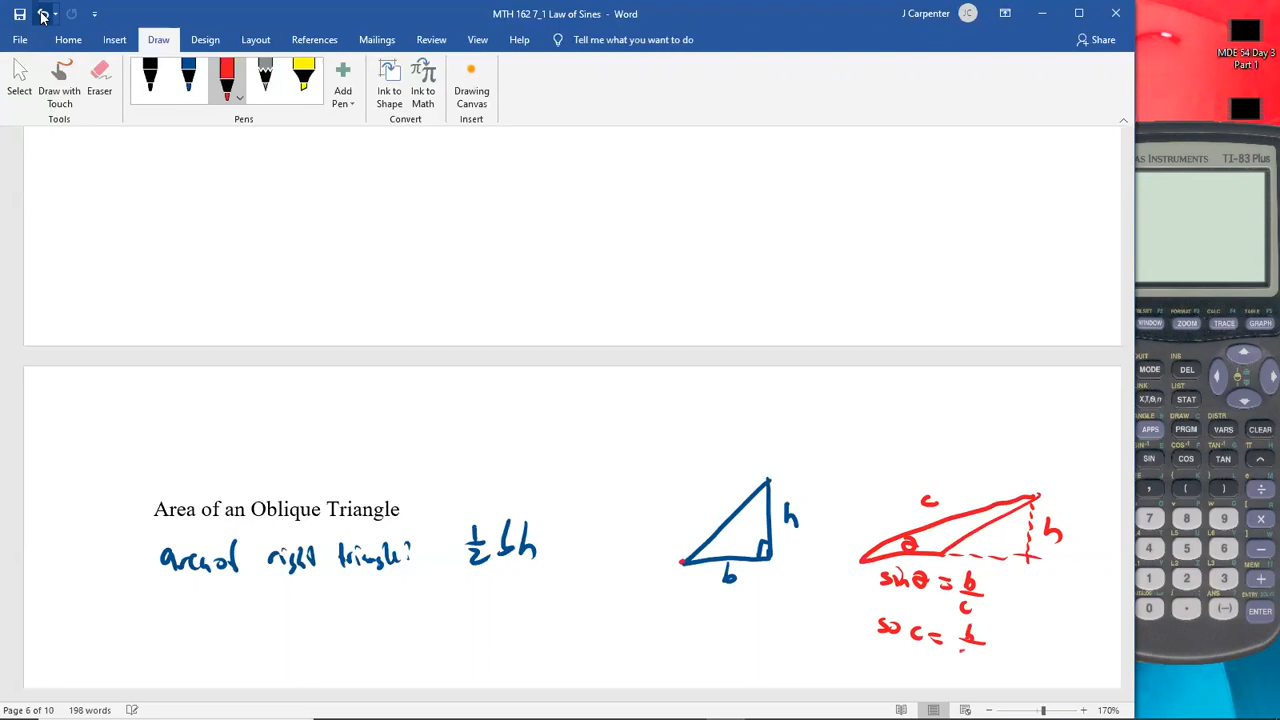 MTH 162 7_1 Law of Sines - Word
J Carpenter
JC
File
Home
Insert
Draw
Design
Layout
References
Mailings
Review
View
Help
Tell me what you want to do
Share
Select
Draw with
Touch
Eraser
Add
Pen
Ink to
Shape
Ink to
Math
Drawing
Canvas
Tools
Pens
Convert
Insert
MDE 54 Day 3
Part 1
INSTRUMENTS
TI-83 Plus
WINDOW
ZOOM
TRACE
GRAPH
MODE
DEL
X,T,θ,n
STAT
APPS
PRGM
VARS
CLEAR
SIN
COS
TAN
^
,
(
)
÷
7
8
9
×
4
5
6
−
1
2
3
+
0
.
(−)
ENTER
Area of an Oblique Triangle
area of right triangle: 1/2 bh
h
b
c
θ
h
sin θ = b/c
so c = b
Page 6 of 10
198 words
170%